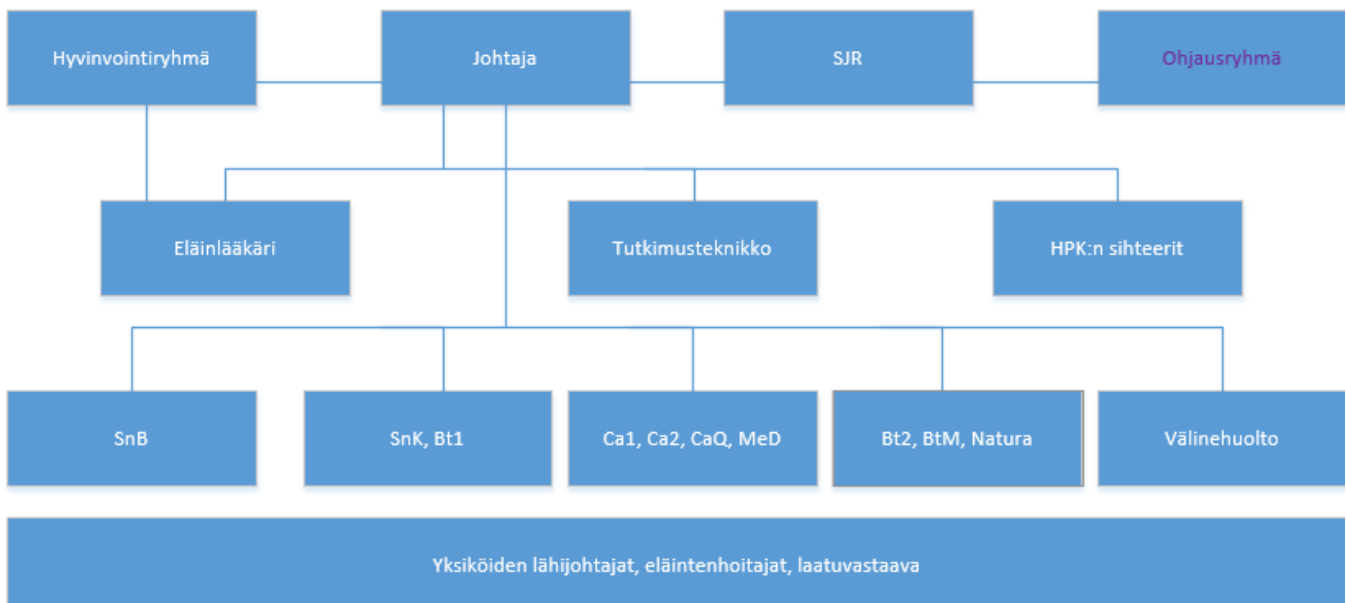 Hyvinvointiryhmä
Johtaja
SJR
Ohjausryhmä
Eläinlääkäri
Tutkimusteknikko
HPK:n sihteerit
SnB
SnK, Bt1
Ca1, Ca2, CaQ, MeD
Bt2, BtM, Natura
Välinehuolto
Yksiköiden lähijohtajat, eläintenhoitajat, laatuvastaava